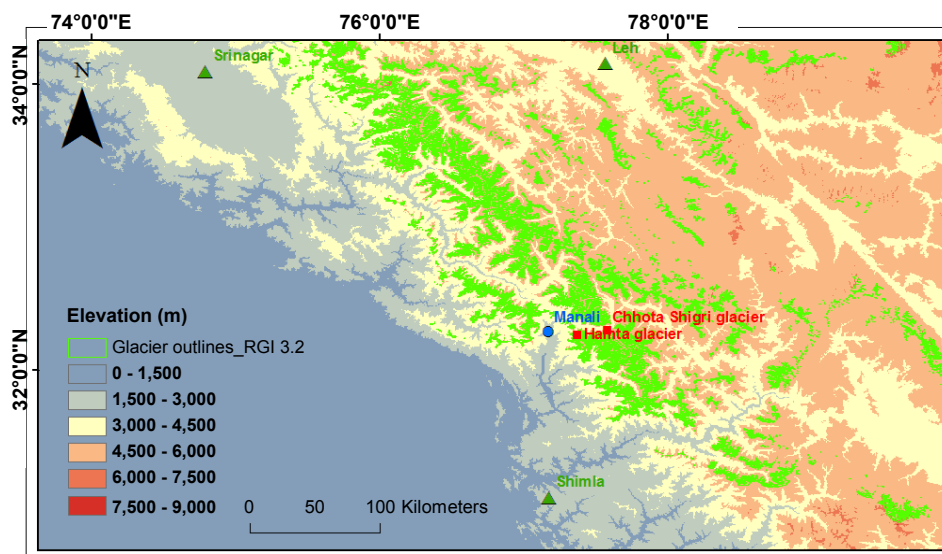 74°0'0"E 76°0'0"E 78°0'0"E
34°0'0"N
32°0'0"N
Srinagar
Leh
N
Manali
Chhota Shigri glacier
Hamta glacier
Shimla
Elevation (m)
Glacier outlines_RGI 3.2
0 - 1,500
1,500 - 3,000
3,000 - 4,500
4,500 - 6,000
6,000 - 7,500
7,500 - 9,000
0 50 100 Kilometers